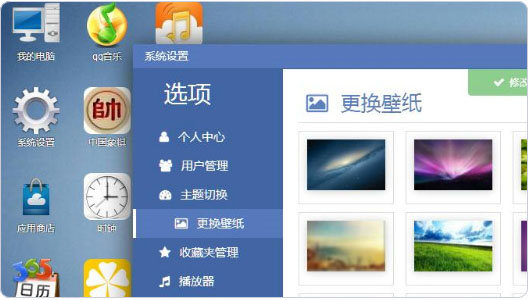 我的电脑
qq音乐
系统设置
选项
修改
更换壁纸
个人中心
系统设置
帥
中国象棋
用户管理
主题切换
更换壁纸
应用商店
时钟
收藏夹管理
播放器
365
日历